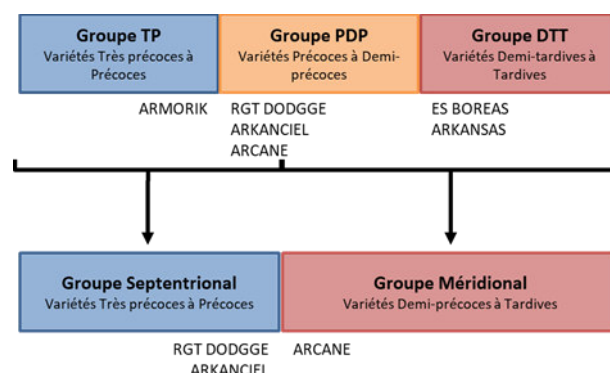 Groupe TP
Variétés Très précoces à
Précoces
Groupe PDP
Variétés Précoces à Demi-
précoces
Groupe DTT
Variétés Demi-tardives à
Tardives
ARMORIK
RGT DODGGE
ARKANCIEL
ARCANE
ES BOREAS
ARKANSAS
Groupe Septentrional
Variétés Très précoces à Précoces
Groupe Méridional
Variétés Demi-précoces à Tardives
RGT DODGGE
ARKANCIEL
ARCANE